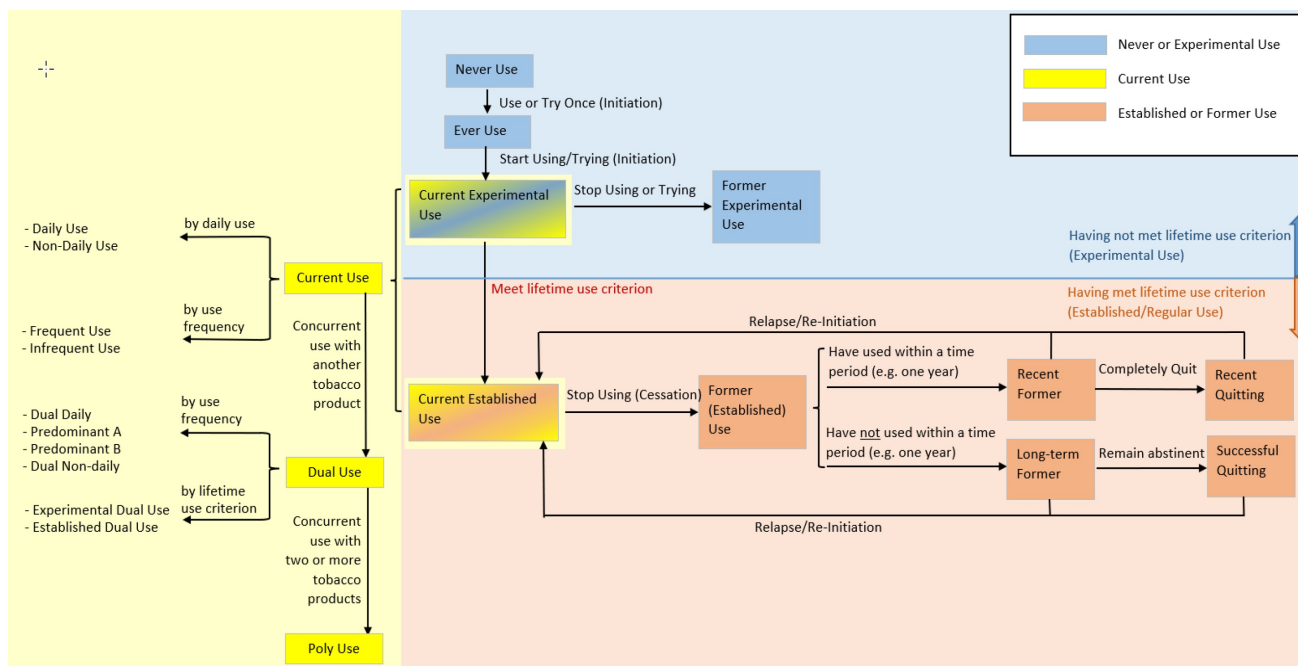 Never or Experimental Use
Current Use
Established or Former Use
Never Use
Use or Try Once (Initiation)
Ever Use
Start Using/Trying (Initiation)
Current Experimental
Use
Stop Using or Trying
Former
Experimental
Use
- Daily Use
- Non-Daily Use
by daily use
Current Use
by use
frequency
- Frequent Use
- Infrequent Use
Having not met lifetime use criterion
(Experimental Use)
Meet lifetime use criterion
Having met lifetime use criterion
(Established/Regular Use)
Concurrent
use with
another
tobacco
product
Relapse/Re-Initiation
Current Established
Use
Stop Using (Cessation)
Former
(Established)
Use
Have used within a time
period (e.g. one year)
Recent
Former
Completely Quit
Recent
Quitting
Have not used within a time
period (e.g. one year)
Long-term
Former
Remain abstinent
Successful
Quitting
Relapse/Re-Initiation
by use
frequency
- Dual Daily
- Predominant A
- Predominant B
- Dual Non-daily
Dual Use
by lifetime
use criterion
- Experimental Dual Use
- Established Dual Use
Concurrent
use with
two or more
tobacco
products
Poly Use